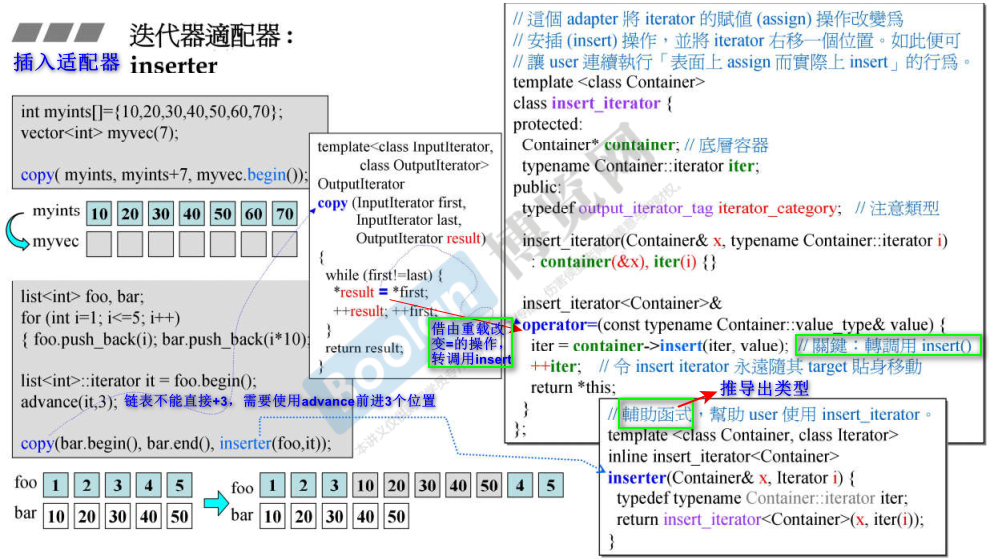 迭代器適配器：
插入适配器 inserter
int myints[]={10,20,30,40,50,60,70};
vector<int> myvec(7);
copy( myints, myints+7, myvec.begin());
myints 10 20 30 40 50 60 70
myvec
list<int> foo, bar;
for (int i=1; i<=5; i++)
{ foo.push_back(i); bar.push_back(i*10);
list<int>::iterator it = foo.begin();
advance(it,3); 链表不能直接+3，需要使用advance前进3个位置
copy(bar.begin(), bar.end(), inserter(foo,it));
foo 1 2 3 4 5
bar 10 20 30 40 50
foo 1 2 3 10 20 30 40 50 4 5
bar 10 20 30 40 50
template<class InputIterator,
class OutputIterator>
OutputIterator
copy (InputIterator first,
InputIterator last,
OutputIterator result)
{
while (first!=last) {
*result = *first;
++result; ++first;
}
return result;
}
借由重载改
变=的操作，
转调用insert
// 這個 adapter 將 iterator 的賦值 (assign) 操作改變為
// 安插 (insert) 操作，並將 iterator 右移一個位置。如此便可
// 讓 user 連續執行「表面上 assign 而實際上 insert」的行為。
template <class Container>
class insert_iterator {
protected:
Container* container; // 底層容器
typename Container::iterator iter;
public:
typedef output_iterator_tag iterator_category; // 注意類型
insert_iterator(Container& x, typename Container::iterator i)
: container(&x), iter(i) {}
insert_iterator<Container>&
operator=(const typename Container::value_type& value) {
iter = container->insert(iter, value); // 關鍵：轉調用 insert()
++iter; // 令 insert iterator 永遠隨其 target 貼身移動
return *this;
}
};
推导出类型
// 輔助函式，幫助 user 使用 insert_iterator。
template <class Container, class Iterator>
inline insert_iterator<Container>
inserter(Container& x, Iterator i) {
typedef typename Container::iterator iter;
return insert_iterator<Container>(x, iter(i));
}
Boolan 博览网